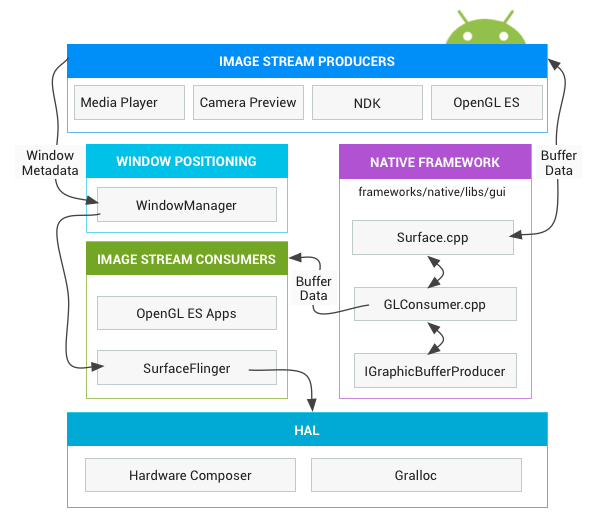 IMAGE STREAM PRODUCERS
Media Player
Camera Preview
NDK
OpenGL ES
Window
Metadata
WINDOW POSITIONING
WindowManager
NATIVE FRAMEWORK
frameworks/native/libs/gui
Buffer
Data
Surface.cpp
IMAGE STREAM CONSUMERS
Buffer
Data
OpenGL ES Apps
GLConsumer.cpp
SurfaceFlinger
IGraphicBufferProducer
HAL
Hardware Composer
Gralloc